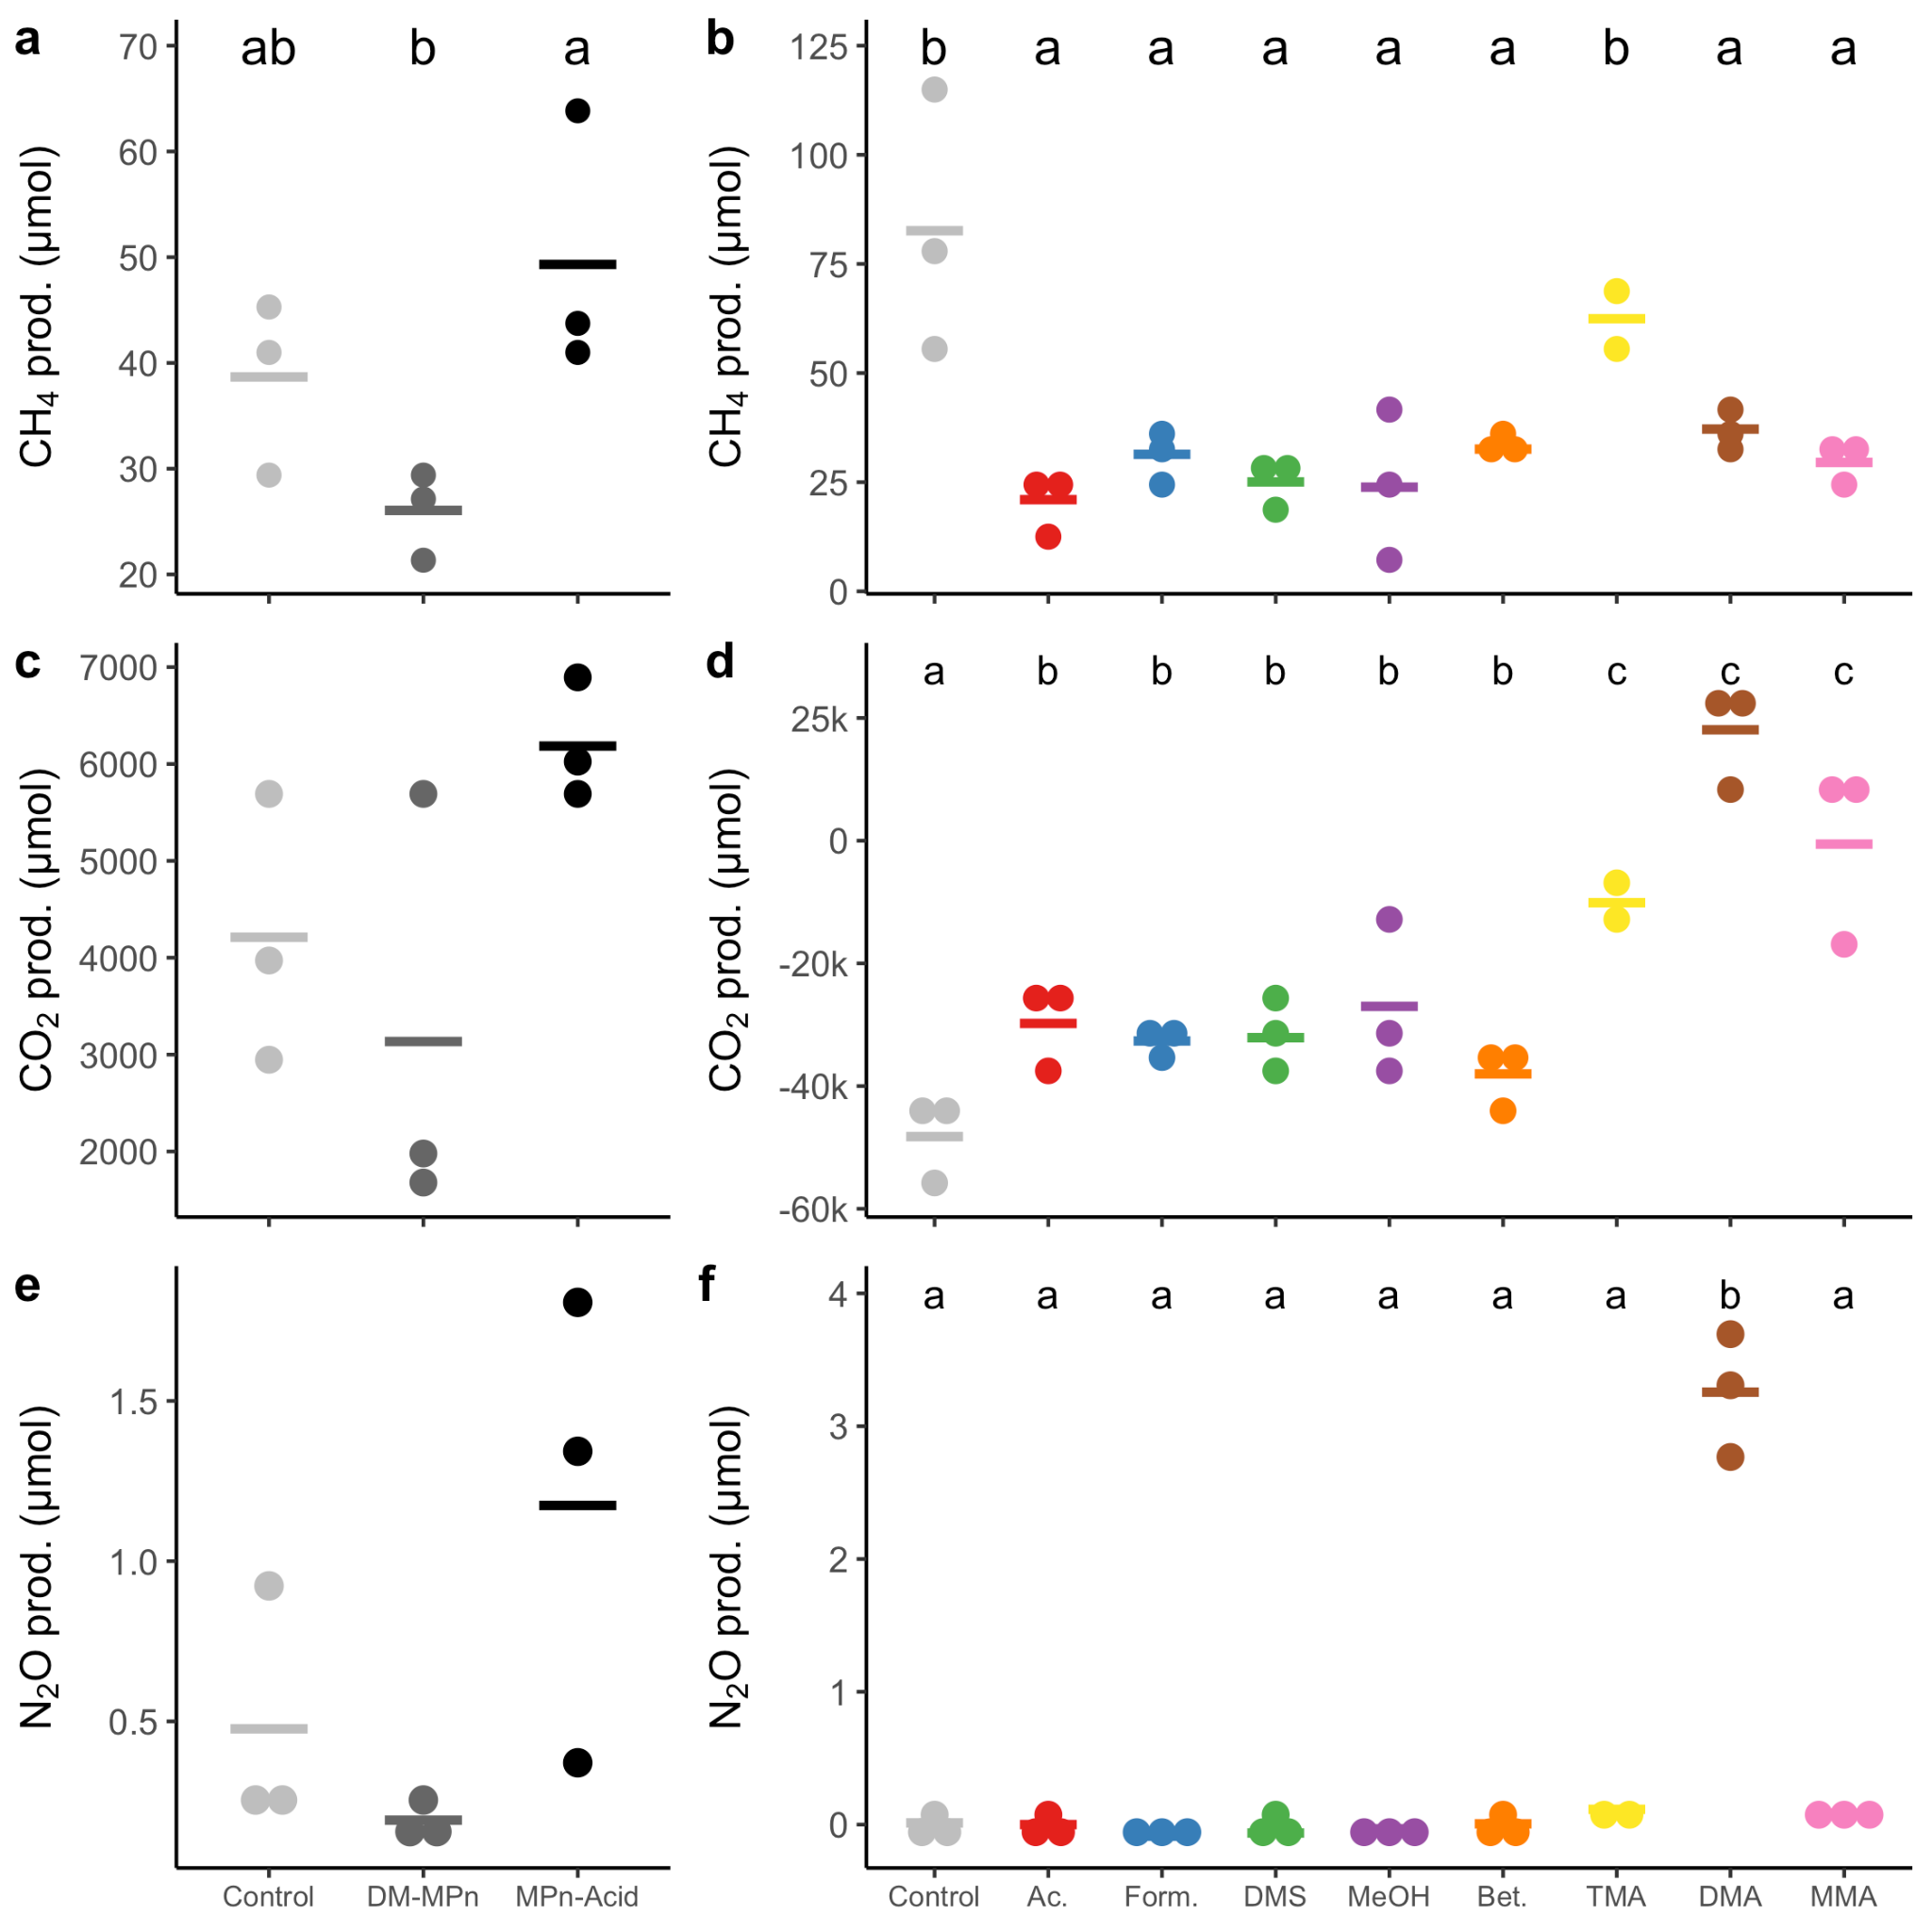 a
70
60
50
40
30
20
CH4 prod. (µmol)
ab b a
b
125
100
75
50
25
0
CH4 prod. (µmol)
b a a a a a b a a
c
7000
6000
5000
4000
3000
2000
CO2 prod. (µmol)
d
25k
0
-20k
-40k
-60k
CO2 prod. (µmol)
a b b b b b c c c
e
1.5
1.0
0.5
N2O prod. (µmol)
Control DM-MPn MPn-Acid
f
4
3
2
1
0
N2O prod. (µmol)
a a a a a a a b a
Control Ac. Form. DMS MeOH Bet. TMA DMA MMA